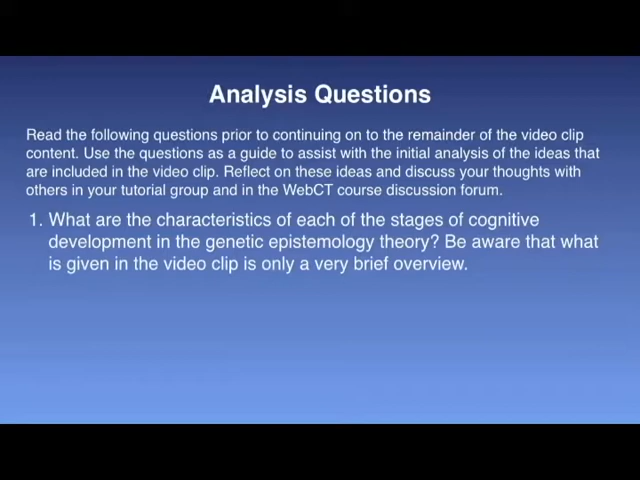 Analysis Questions
Read the following questions prior to continuing on to the remainder of the video clip
content. Use the questions as a guide to assist with the initial analysis of the ideas that
are included in the video clip. Reflect on these ideas and discuss your thoughts with
others in your tutorial group and in the WebCT course discussion forum.
1. What are the characteristics of each of the stages of cognitive
development in the genetic epistemology theory? Be aware that what
is given in the video clip is only a very brief overview.